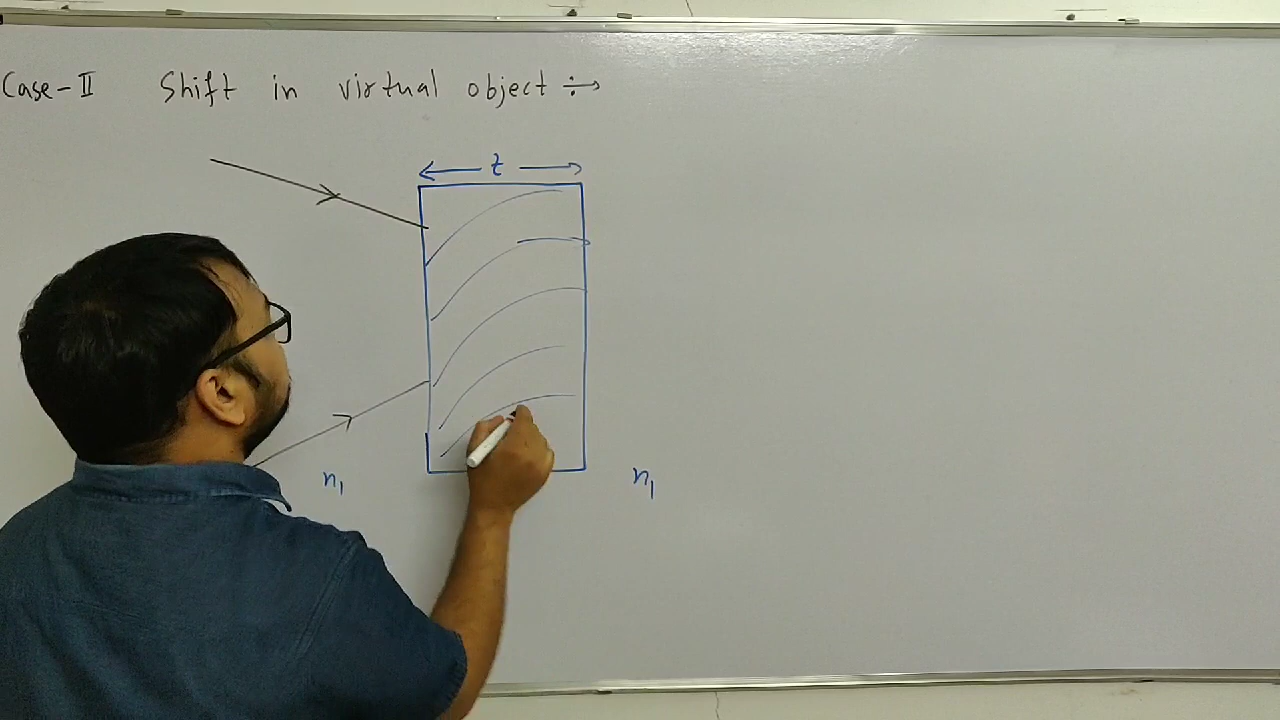 Case-II Shift in virtual object ÷→
t
n₁ n₁